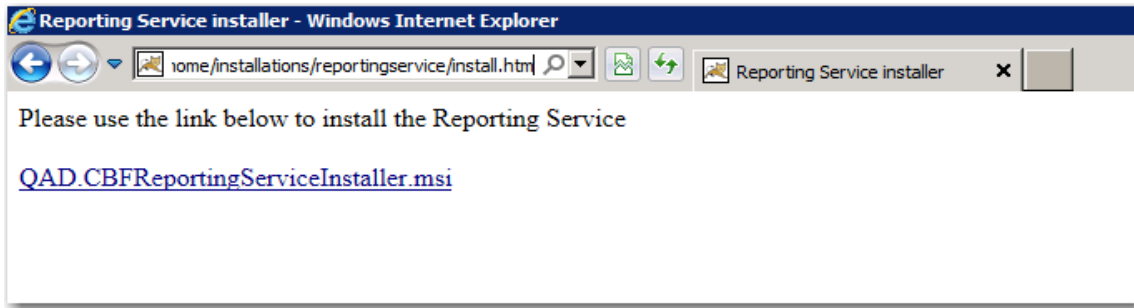 Reporting Service installer - Windows Internet Explorer
ome/installations/reportingservice/install.htm
Reporting Service installer
Please use the link below to install the Reporting Service
QAD.CBFReportingServiceInstaller.msi